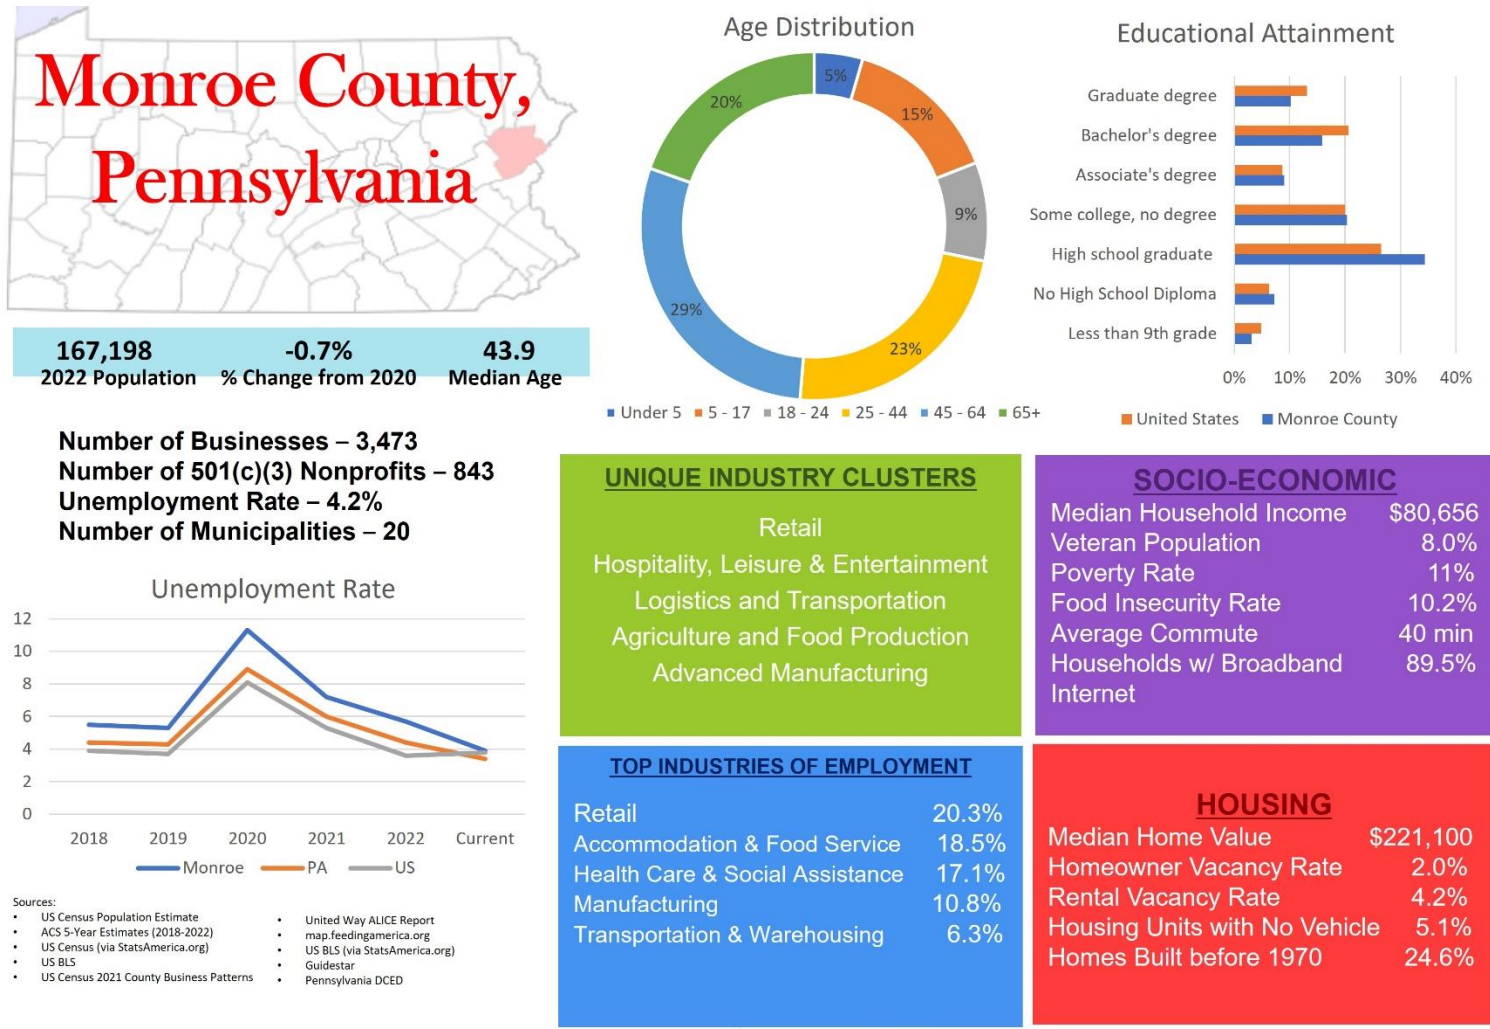 Monroe County,
Pennsylvania
167,198
-0.7%
43.9
2022 Population
% Change from 2020
Median Age
Number of Businesses – 3,473
Number of 501(c)(3) Nonprofits – 843
Unemployment Rate – 4.2%
Number of Municipalities – 20
Unemployment Rate
12
10
8
6
4
2
0
2018 2019 2020 2021 2022 Current
Monroe PA US
Sources:
• US Census Population Estimate
• ACS 5-Year Estimates (2018-2022)
• US Census (via StatsAmerica.org)
• US BLS
• US Census 2021 County Business Patterns
• United Way ALICE Report
• map.feedingamerica.org
• US BLS (via StatsAmerica.org)
• Guidestar
• Pennsylvania DCED
Age Distribution
5%
15%
9%
23%
29%
20%
Under 5 5 - 17 18 - 24 25 - 44 45 - 64 65+
Educational Attainment
Graduate degree
Bachelor's degree
Associate's degree
Some college, no degree
High school graduate
No High School Diploma
Less than 9th grade
0% 10% 20% 30% 40%
United States Monroe County
UNIQUE INDUSTRY CLUSTERS
Retail
Hospitality, Leisure & Entertainment
Logistics and Transportation
Agriculture and Food Production
Advanced Manufacturing
SOCIO-ECONOMIC
Median Household Income $80,656
Veteran Population 8.0%
Poverty Rate 11%
Food Insecurity Rate 10.2%
Average Commute 40 min
Households w/ Broadband 89.5%
Internet
TOP INDUSTRIES OF EMPLOYMENT
Retail 20.3%
Accommodation & Food Service 18.5%
Health Care & Social Assistance 17.1%
Manufacturing 10.8%
Transportation & Warehousing 6.3%
HOUSING
Median Home Value $221,100
Homeowner Vacancy Rate 2.0%
Rental Vacancy Rate 4.2%
Housing Units with No Vehicle 5.1%
Homes Built before 1970 24.6%